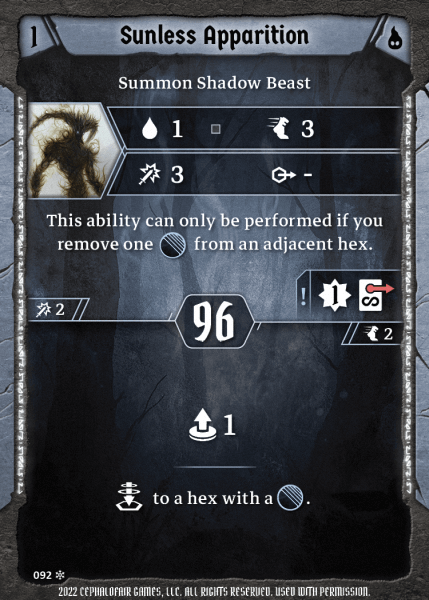 1 Sunless Apparition
Summon Shadow Beast
1 3
3 -
This ability can only be performed if you
remove one from an adjacent hex.
! 1
2 96
2
1
to a hex with a .
092
2022 CEPHALOFAIR GAMES, LLC. ALL RIGHTS RESERVED. USED WITH PERMISSION.